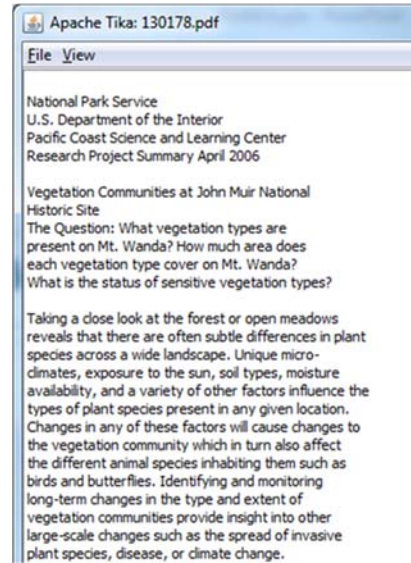 Apache Tika: 130178.pdf
File View
National Park Service
U.S. Department of the Interior
Pacific Coast Science and Learning Center
Research Project Summary April 2006
Vegetation Communities at John Muir National
Historic Site
The Question: What vegetation types are
present on Mt. Wanda? How much area does
each vegetation type cover on Mt. Wanda?
What is the status of sensitive vegetation types?
Taking a close look at the forest or open meadows
reveals that there are often subtle differences in plant
species across a wide landscape. Unique micro-
climates, exposure to the sun, soil types, moisture
availability, and a variety of other factors influence the
types of plant species present in any given location.
Changes in any of these factors will cause changes to
the vegetation community which in turn also affect
the different animal species inhabiting them such as
birds and butterflies. Identifying and monitoring
long-term changes in the type and extent of
vegetation communities provide insight into other
large-scale changes such as the spread of invasive
plant species, disease, or climate change.